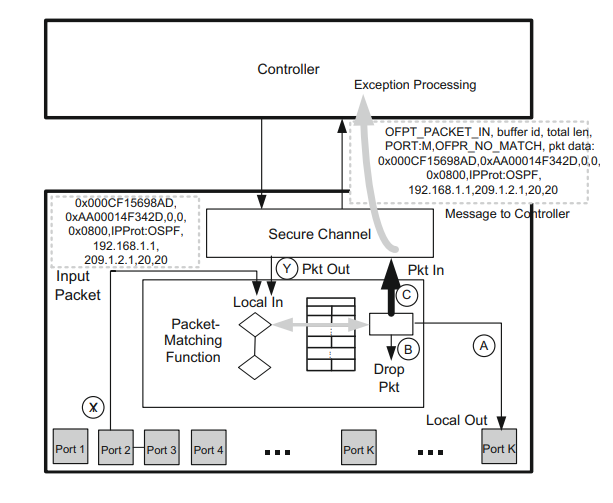 Controller
Exception Processing
OFPT_PACKET_IN, buffer id, total len,
PORT:M,OFPR_NO_MATCH, pkt data:
0x000CF15698AD,0xAA00014F342D,0,0,
0x0800,IPProt:OSPF,
192.168.1.1,209.1.2.1,20,20
Message to Controller
0x000CF15698AD,
0xAA00014F342D,0,0,
0x0800,IPProt:OSPF,
192.168.1.1,
209.1.2.1,20,20
Input
Packet
Secure Channel
Y
Pkt Out
Pkt In
Local In
C
Packet-
Matching
Function
B
A
Drop
Pkt
X
Local Out
Port 1
Port 2
Port 3
Port 4
Port K
Port K